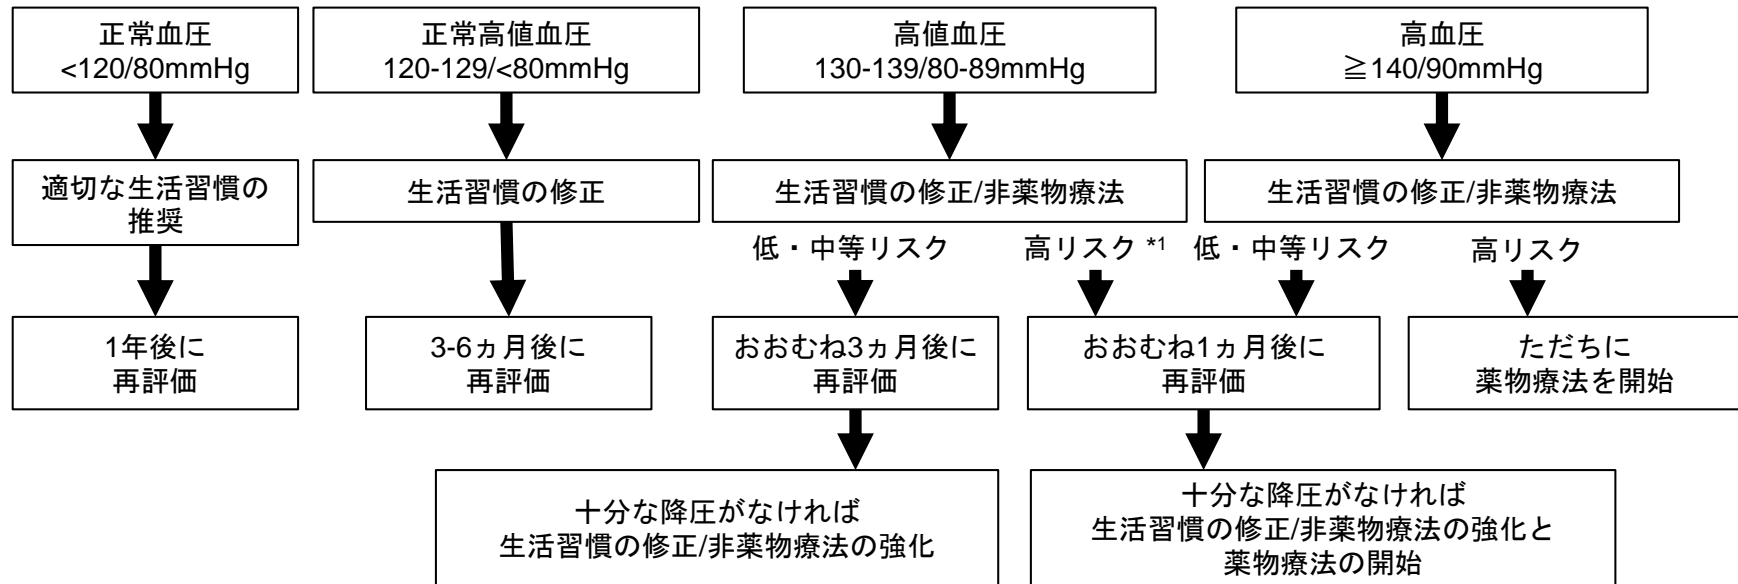 正常血圧
<120/80mmHg
正常高値血圧
120-129/<80mmHg
高値血圧
130-139/80-89mmHg
高血圧
≧140/90mmHg
適切な生活習慣の
推奨
生活習慣の修正
生活習慣の修正/非薬物療法
生活習慣の修正/非薬物療法
低・中等リスク
高リスク *1
低・中等リスク
高リスク
1年後に
再評価
3-6ヵ月後に
再評価
おおむね3ヵ月後に
再評価
おおむね1ヵ月後に
再評価
ただちに
薬物療法を開始
十分な降圧がなければ
生活習慣の修正/非薬物療法の強化
十分な降圧がなければ
生活習慣の修正/非薬物療法の強化と
薬物療法の開始